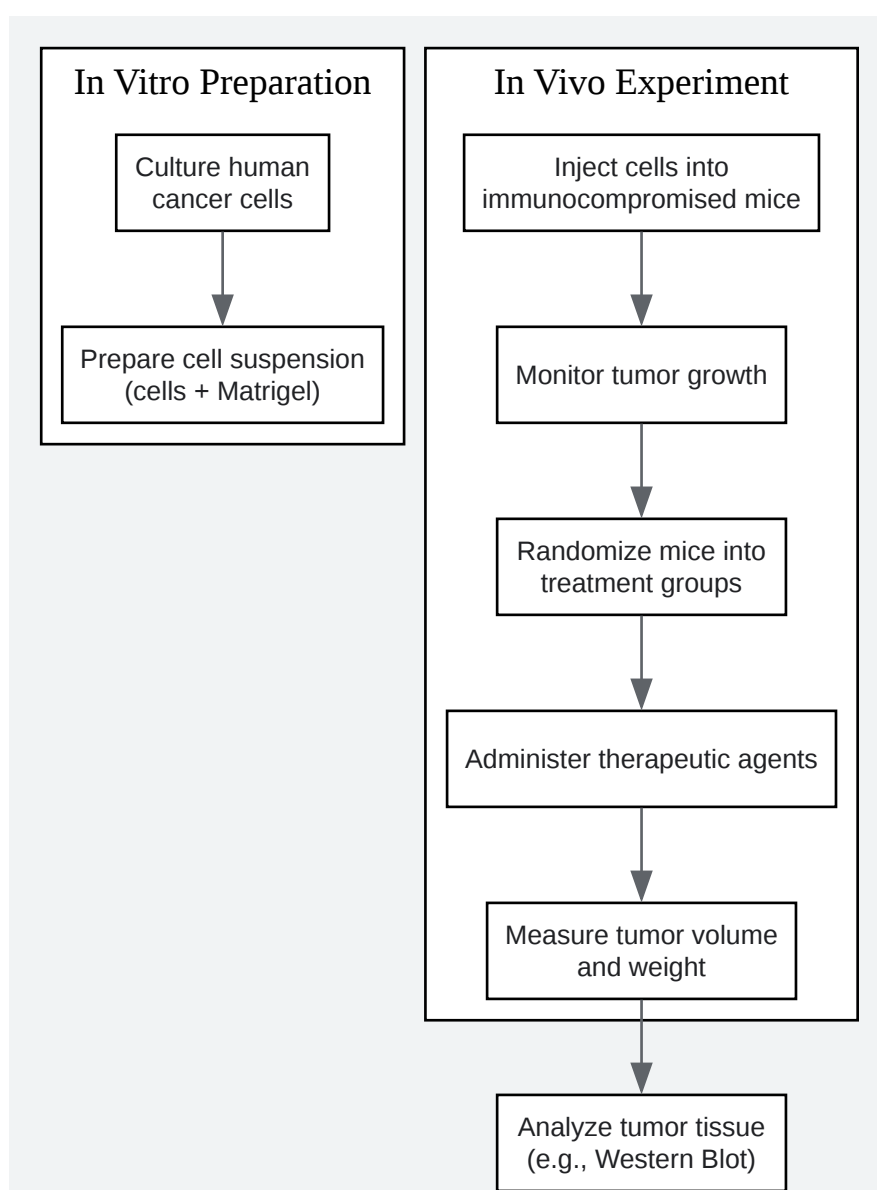 In Vitro Preparation
Culture human
cancer cells
Prepare cell suspension
(cells + Matrigel)
In Vivo Experiment
Inject cells into
immunocompromised mice
Monitor tumor growth
Randomize mice into
treatment groups
Administer therapeutic agents
Measure tumor volume
and weight
Analyze tumor tissue
(e.g., Western Blot)